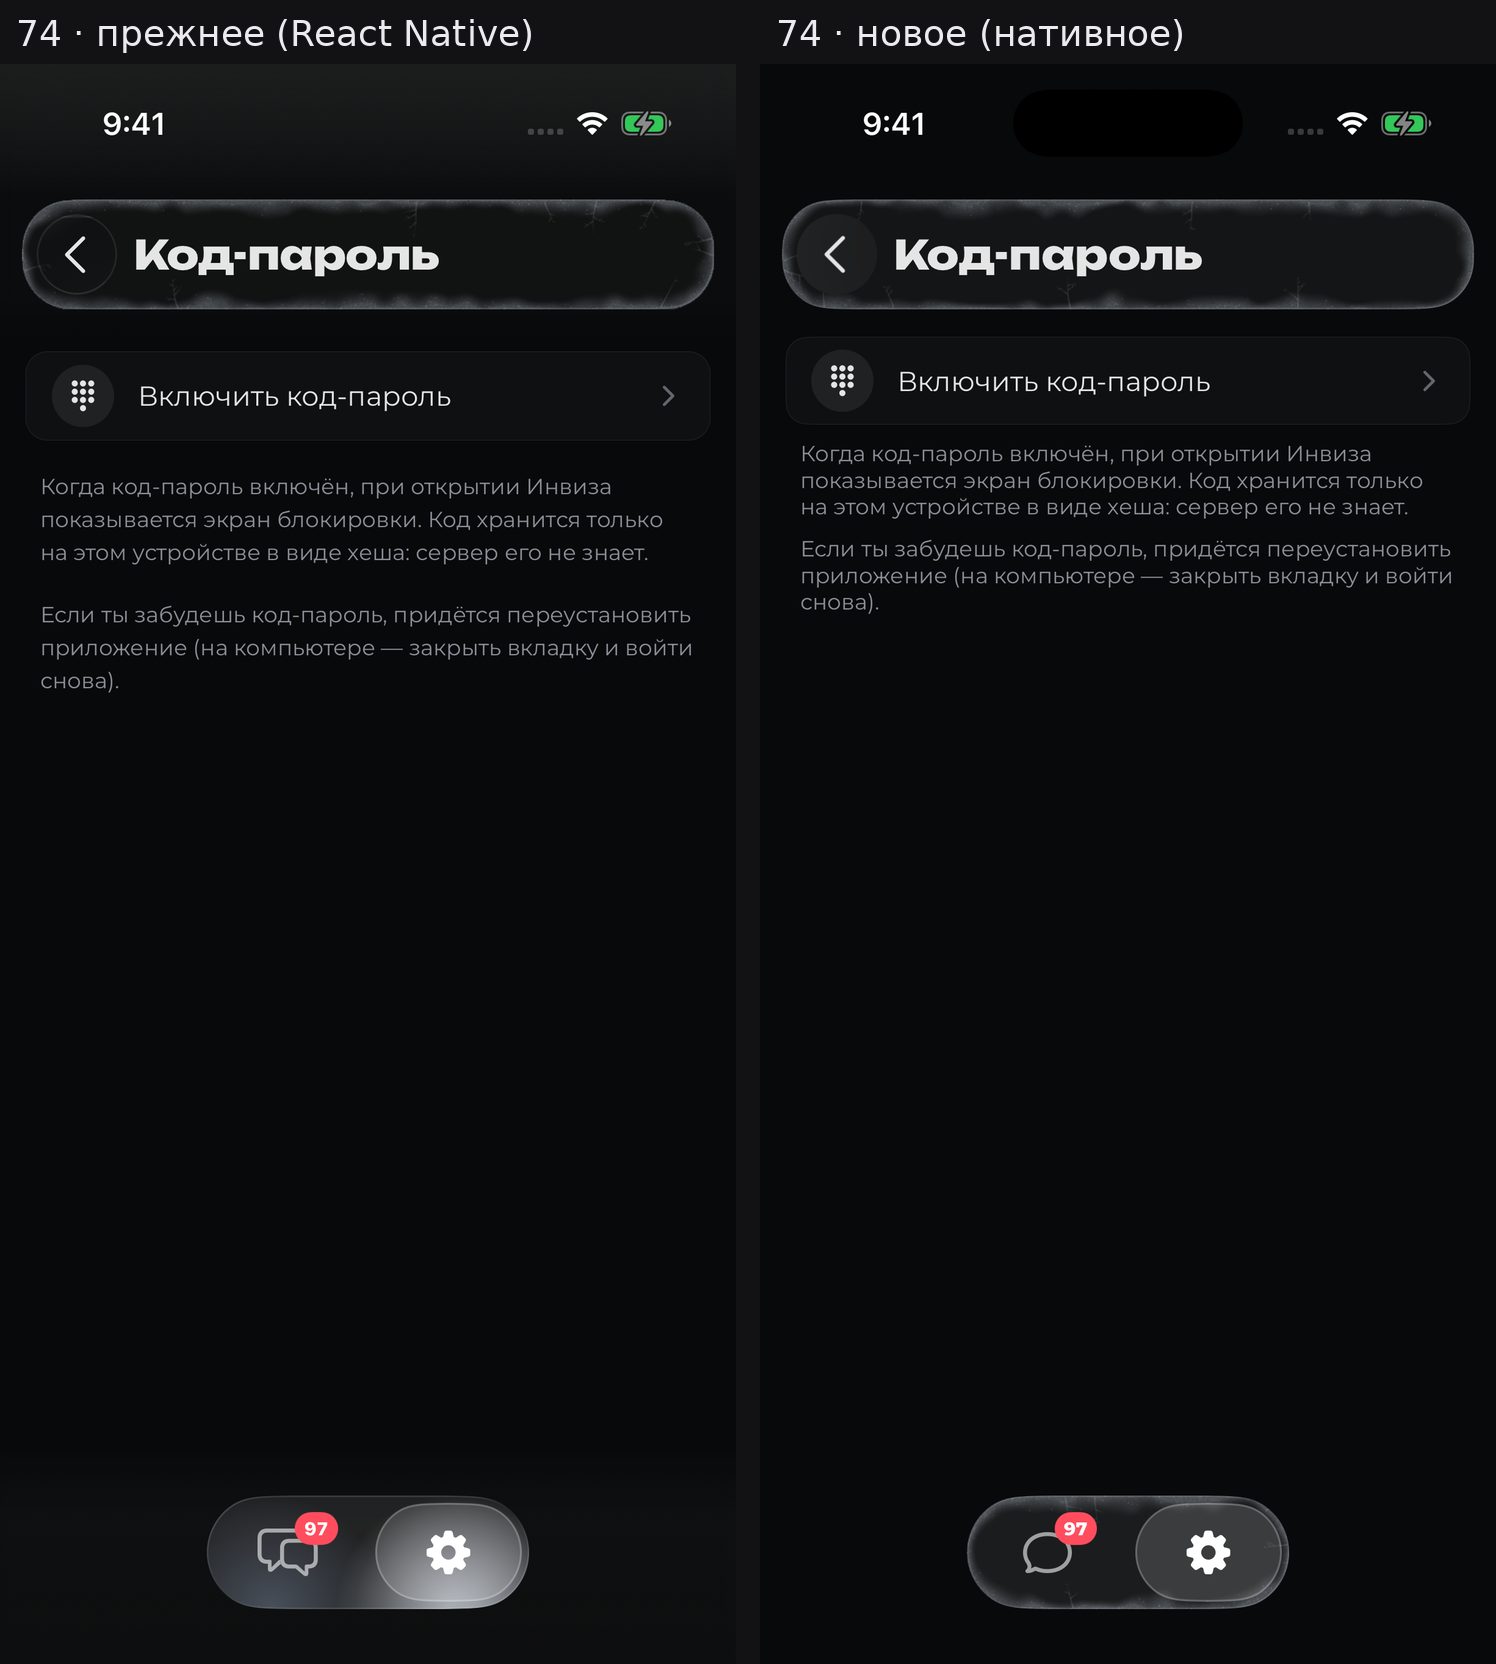 74 · прежнее (React Native)
9:41
Код-пароль
Включить код-пароль
Когда код-пароль включён, при открытии Инвиза
показывается экран блокировки. Код хранится только
на этом устройстве в виде хеша: сервер его не знает.
Если ты забудешь код-пароль, придётся переустановить
приложение (на компьютере — закрыть вкладку и войти
снова).
97
74 · новое (нативное)
9:41
Код-пароль
Включить код-пароль
Когда код-пароль включён, при открытии Инвиза
показывается экран блокировки. Код хранится только
на этом устройстве в виде хеша: сервер его не знает.
Если ты забудешь код-пароль, придётся переустановить
приложение (на компьютере — закрыть вкладку и войти
снова).
97